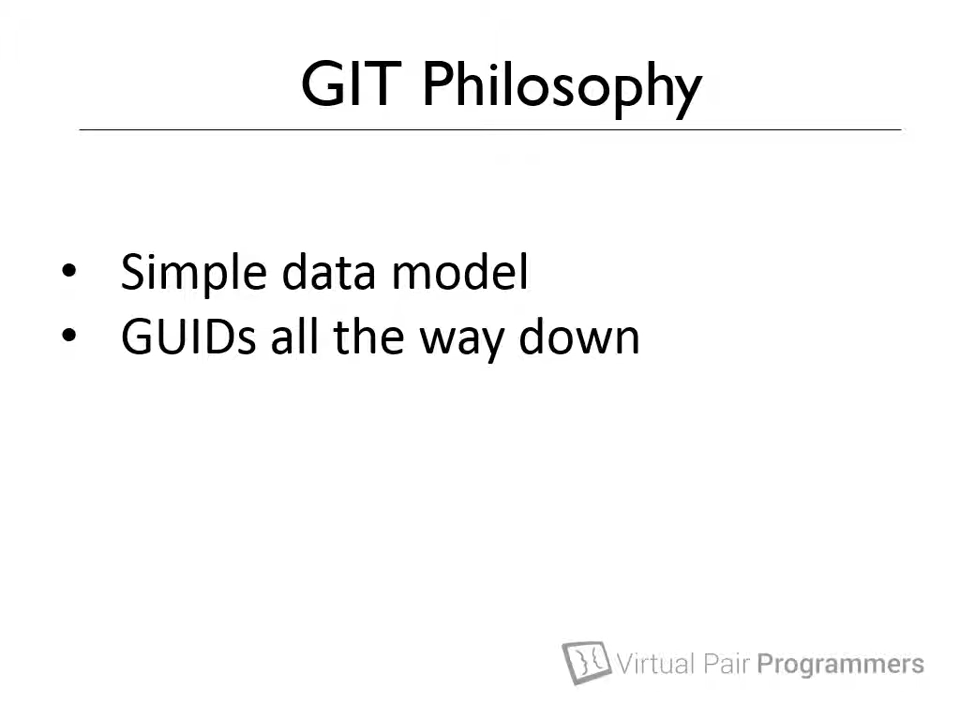 GIT Philosophy
• Simple data model
• GUIDs all the way down
Virtual Pair Programmers